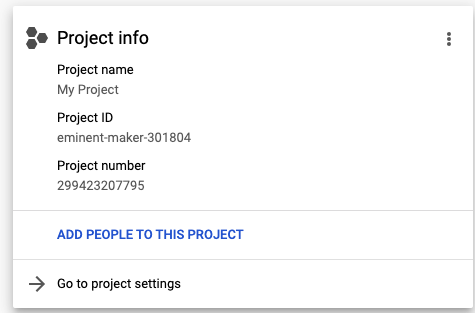 Project info
Project name
My Project
Project ID
eminent-maker-301804
Project number
299423207795
ADD PEOPLE TO THIS PROJECT
Go to project settings